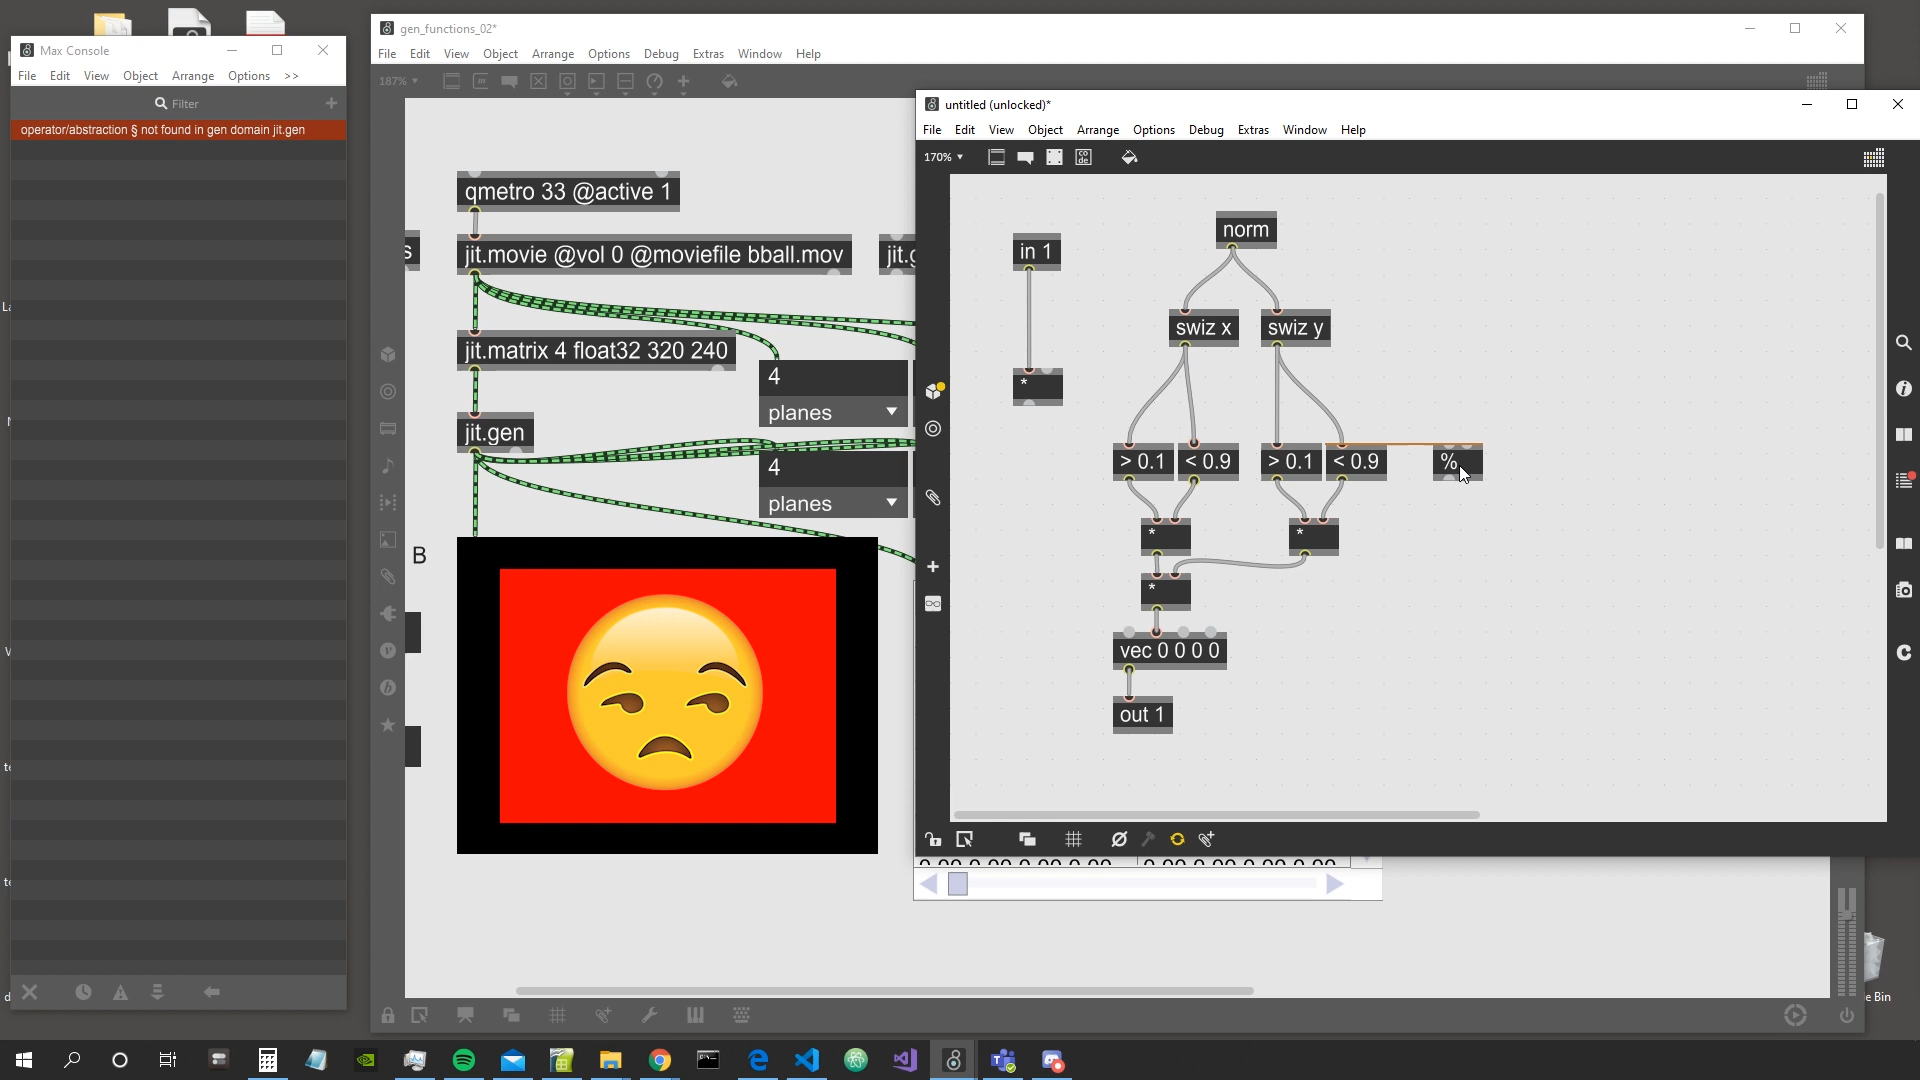 Max Console
File Edit View Object Arrange Options >>
Filter
operator/abstraction § not found in gen domain jit.gen
gen_functions_02*
File Edit View Object Arrange Options Debug Extras Window Help
187%
qmetro 33 @active 1
s
jit.movie @vol 0 @moviefile bball.mov
jit.g
jit.matrix 4 float32 320 240
4
planes
jit.gen
4
planes
B
untitled (unlocked)*
File Edit View Object Arrange Options Debug Extras Window Help
170%
norm
in 1
swiz x
swiz y
*
> 0.1
< 0.9
> 0.1
< 0.9
%
*
*
*
vec 0 0 0 0
out 1
e Bin